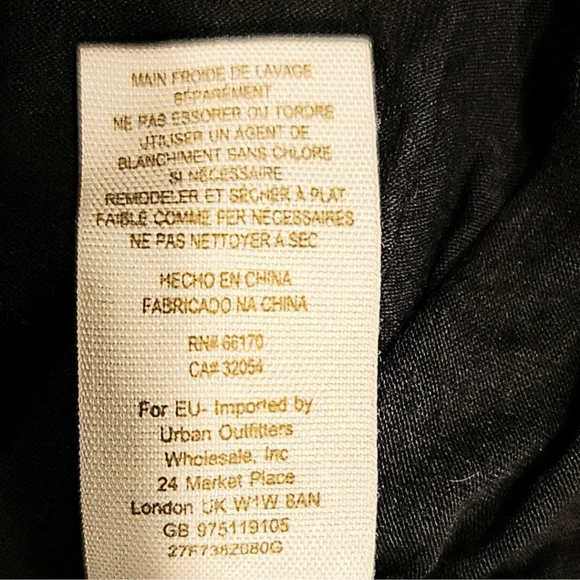 MAIN FROIDE DE LAVAGE
SÉPARÉMENT
NE PAS ESSORER OU TORDRE
UTILISER UN AGENT DE
BLANCHIMENT SANS CHLORE
SI NÉCESSAIRE
REMODELER ET SÉCHER À PLAT
FAIBLE COMME FER NÉCESSAIRES
NE PAS NETTOYER À SEC
HECHO EN CHINA
FABRICADO NA CHINA
RN# 66170
CA# 32054
For EU- Imported by
Urban Outfitters
Wholesale, Inc
24 Market Place
London UK W1W 8AN
GB 975119105
27F7382080G